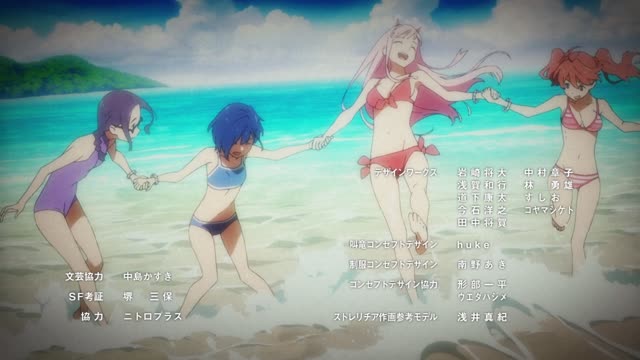 デザインワークス 岩崎将大 中村章子
浅賀和行 林 勇雄
道下康太 すしお
今石洋之 コヤマシゲト
田中将賀
叫竜コンセプトデザイン huke
制服コンセプトデザイン 南野あき
コンセプトデザイン協力 形部一平
ウエダハジメ
ストレリチア作画参考モデル 浅井真紀
文芸協力 中島かずき
SF考証 堺 三保
協力 ニトロプラス